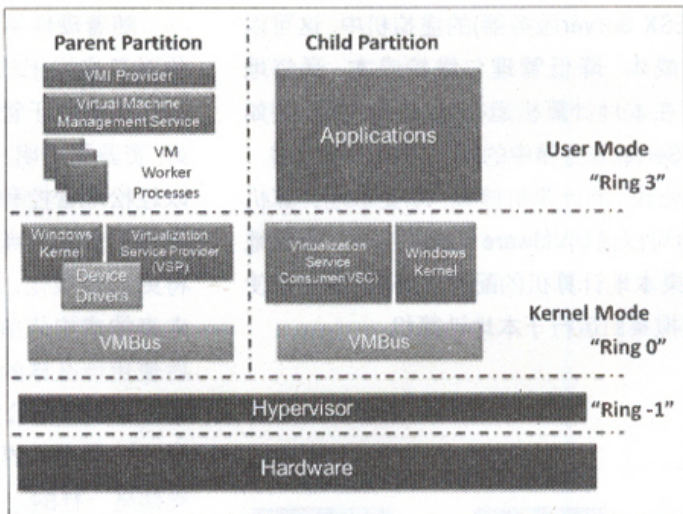 Parent Partition
Child Partition
VMI Provider
Virtual Machine
Management Service
VM
Worker
Processes
Applications
User Mode
"Ring 3"
Windows
Kernel
Virtualization
Service Provider
(VSP)
Device
Drivers
VMBus
Virtualization
Service
Consumer(VSC)
Windows
Kernel
VMBus
Kernel Mode
"Ring 0"
Hypervisor
"Ring -1"
Hardware